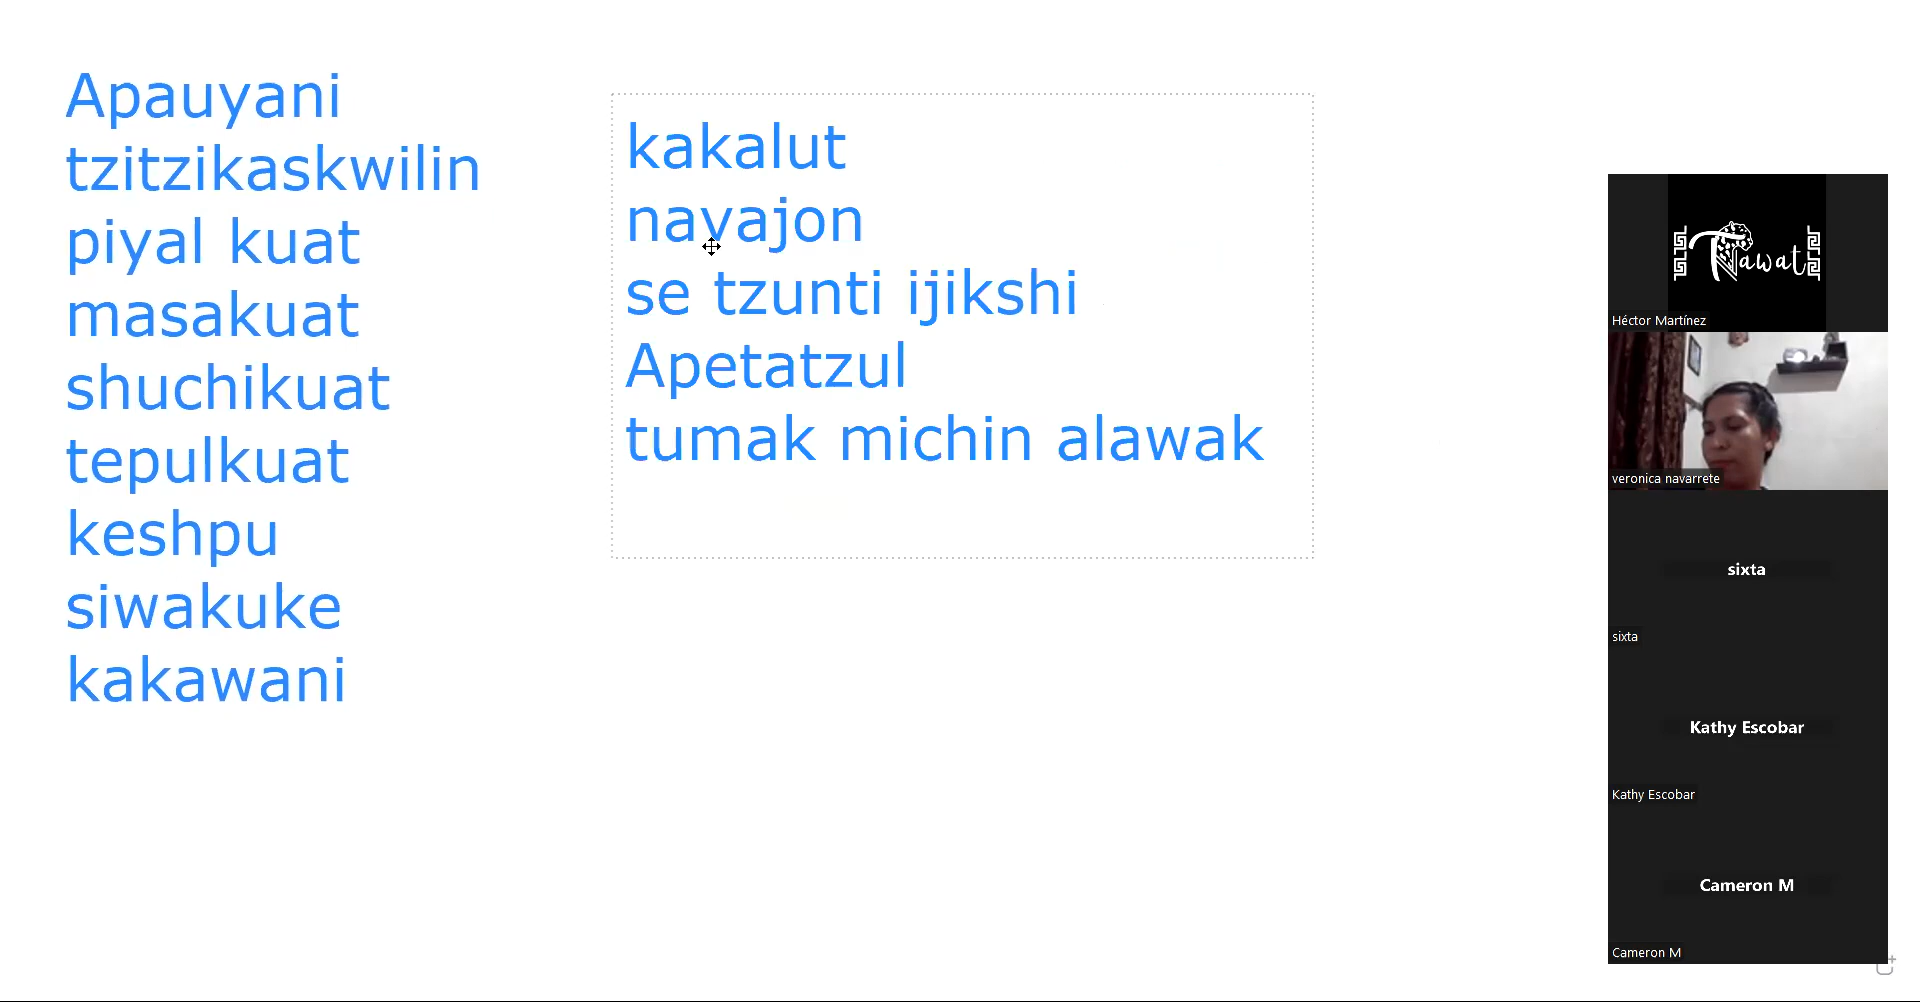 Apauyani
tzitzikaskwilin
piyal kuat
masakuat
shuchikuat
tepulkuat
keshpu
siwakuke
kakawani
kakalut
navajon
se tzunti ijikshi
Apetatzul
tumak michin alawak
Tawat
Héctor Martínez
veronica navarrete
sixta
sixta
Kathy Escobar
Kathy Escobar
Cameron M
Cameron M